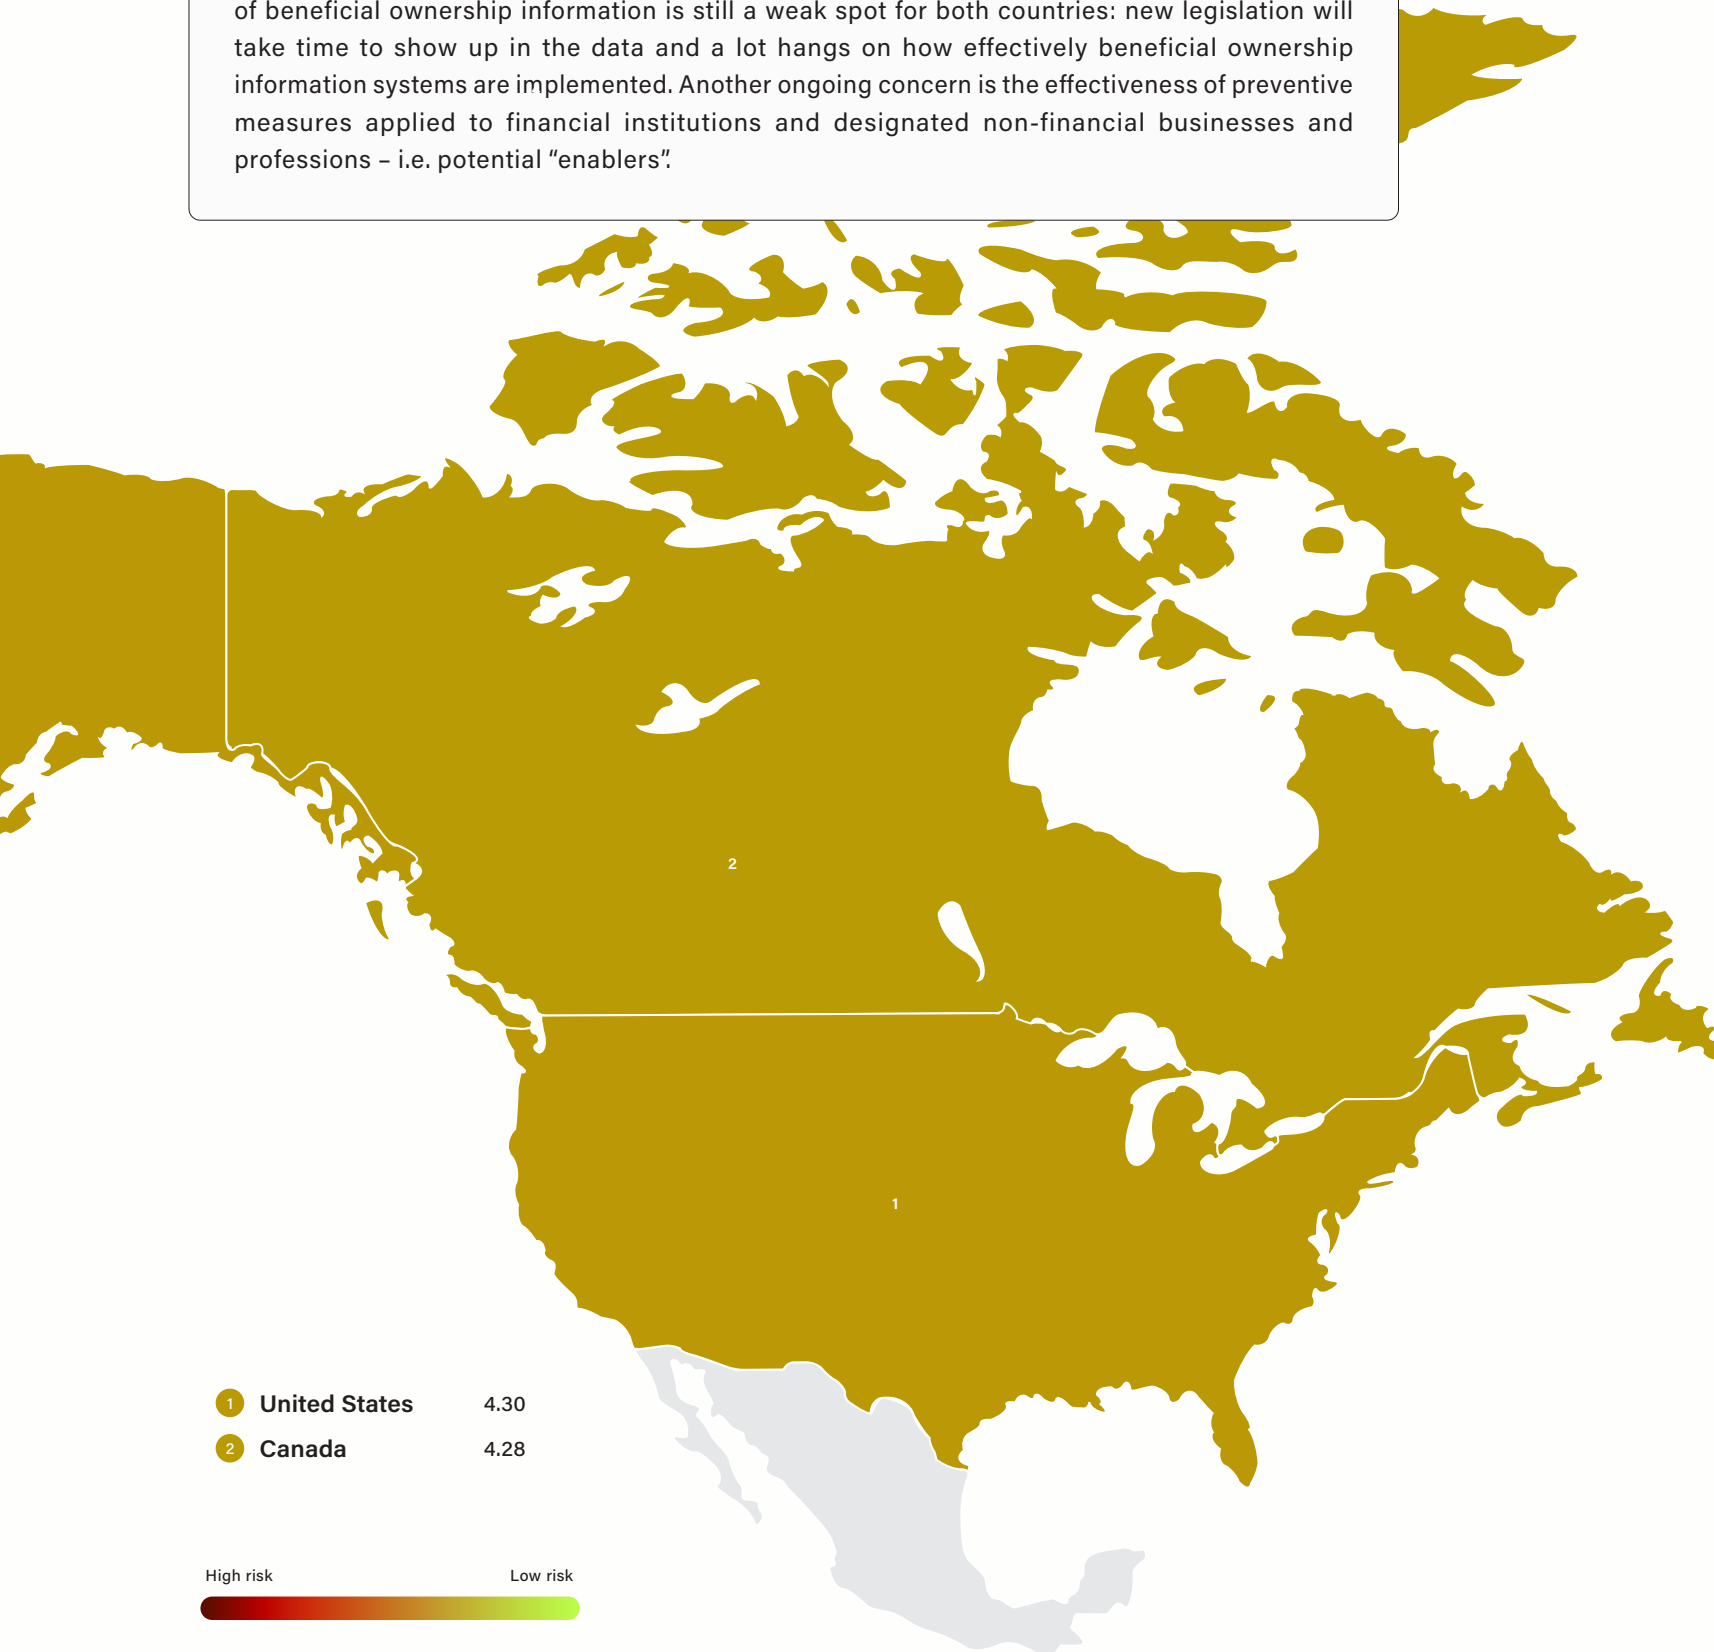 of beneficial ownership information is still a weak spot for both countries: new legislation will
take time to show up in the data and a lot hangs on how effectively beneficial ownership
information systems are implemented. Another ongoing concern is the effectiveness of preventive
measures applied to financial institutions and designated non-financial businesses and
professions – i.e. potential “enablers”.
2
1
1 United States 4.30
2 Canada 4.28
High risk Low risk